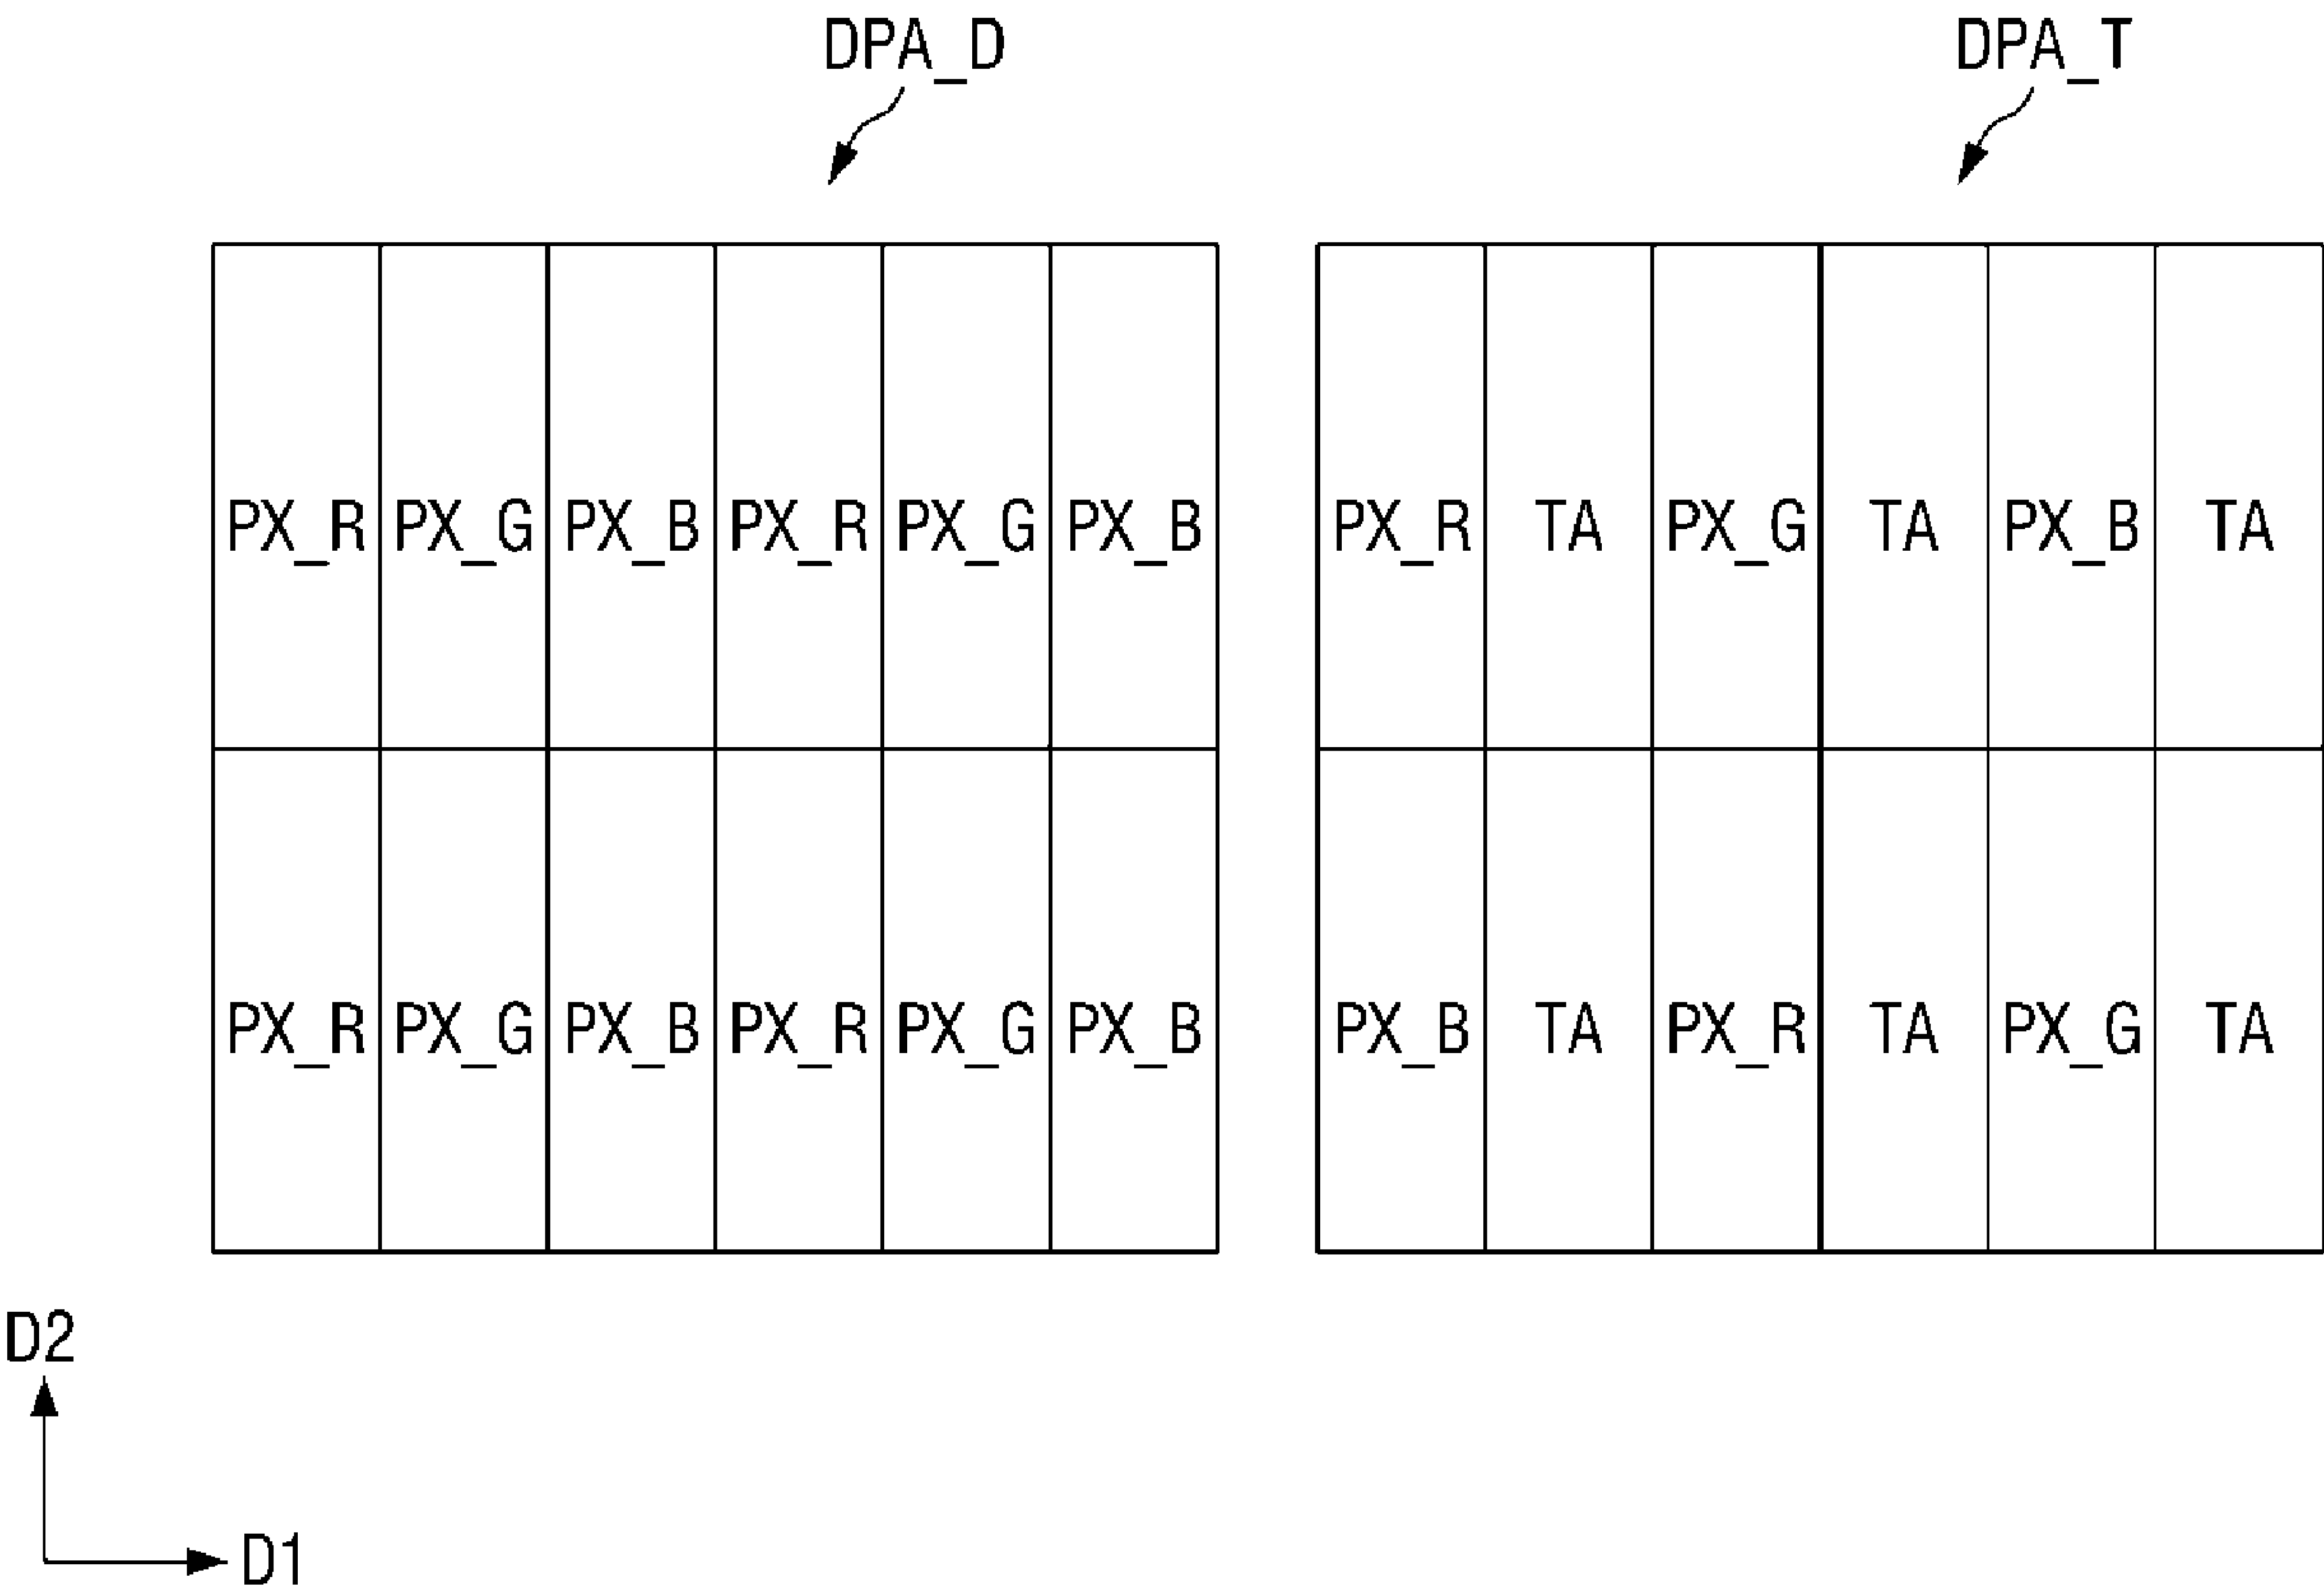 DPA_D DPA_T
PX_R PX_G PX_B PX_R PX_G PX_B PX_R TA PX_G TA PX_B TA
PX_R PX_G PX_B PX_R PX_G PX_B PX_B TA PX_R TA PX_G TA
D2
D1